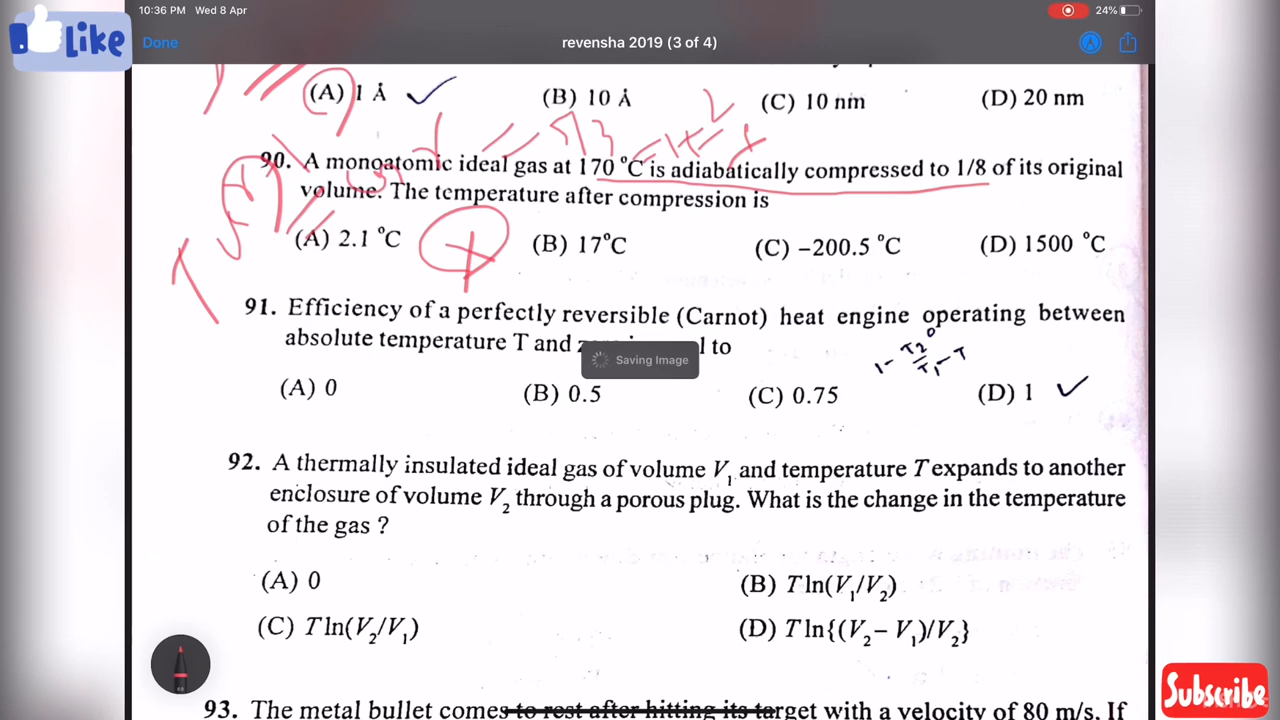 10:36 PM Wed 8 Apr
24%
Like
Done
revensha 2019 (3 of 4)
(A) 1 Å (B) 10 Å (C) 10 nm (D) 20 nm
90. A monoatomic ideal gas at 170 °C is adiabatically compressed to 1/8 of its original
volume. The temperature after compression is
(A) 2.1 °C (B) 17°C (C) −200.5 °C (D) 1500 °C
91. Efficiency of a perfectly reversible (Carnot) heat engine operating between
absolute temperature T and l to
Saving Image
(A) 0 (B) 0.5 (C) 0.75 (D) 1
92. A thermally insulated ideal gas of volume V₁ and temperature T expands to another
enclosure of volume V₂ through a porous plug. What is the change in the temperature
of the gas ?
(A) 0 (B) T ln(V₁/V₂)
(C) T ln(V₂/V₁) (D) T ln{(V₂ − V₁)/V₂}
93. The metal bullet comes to rest after hitting its target with a velocity of 80 m/s. If
Subscribe